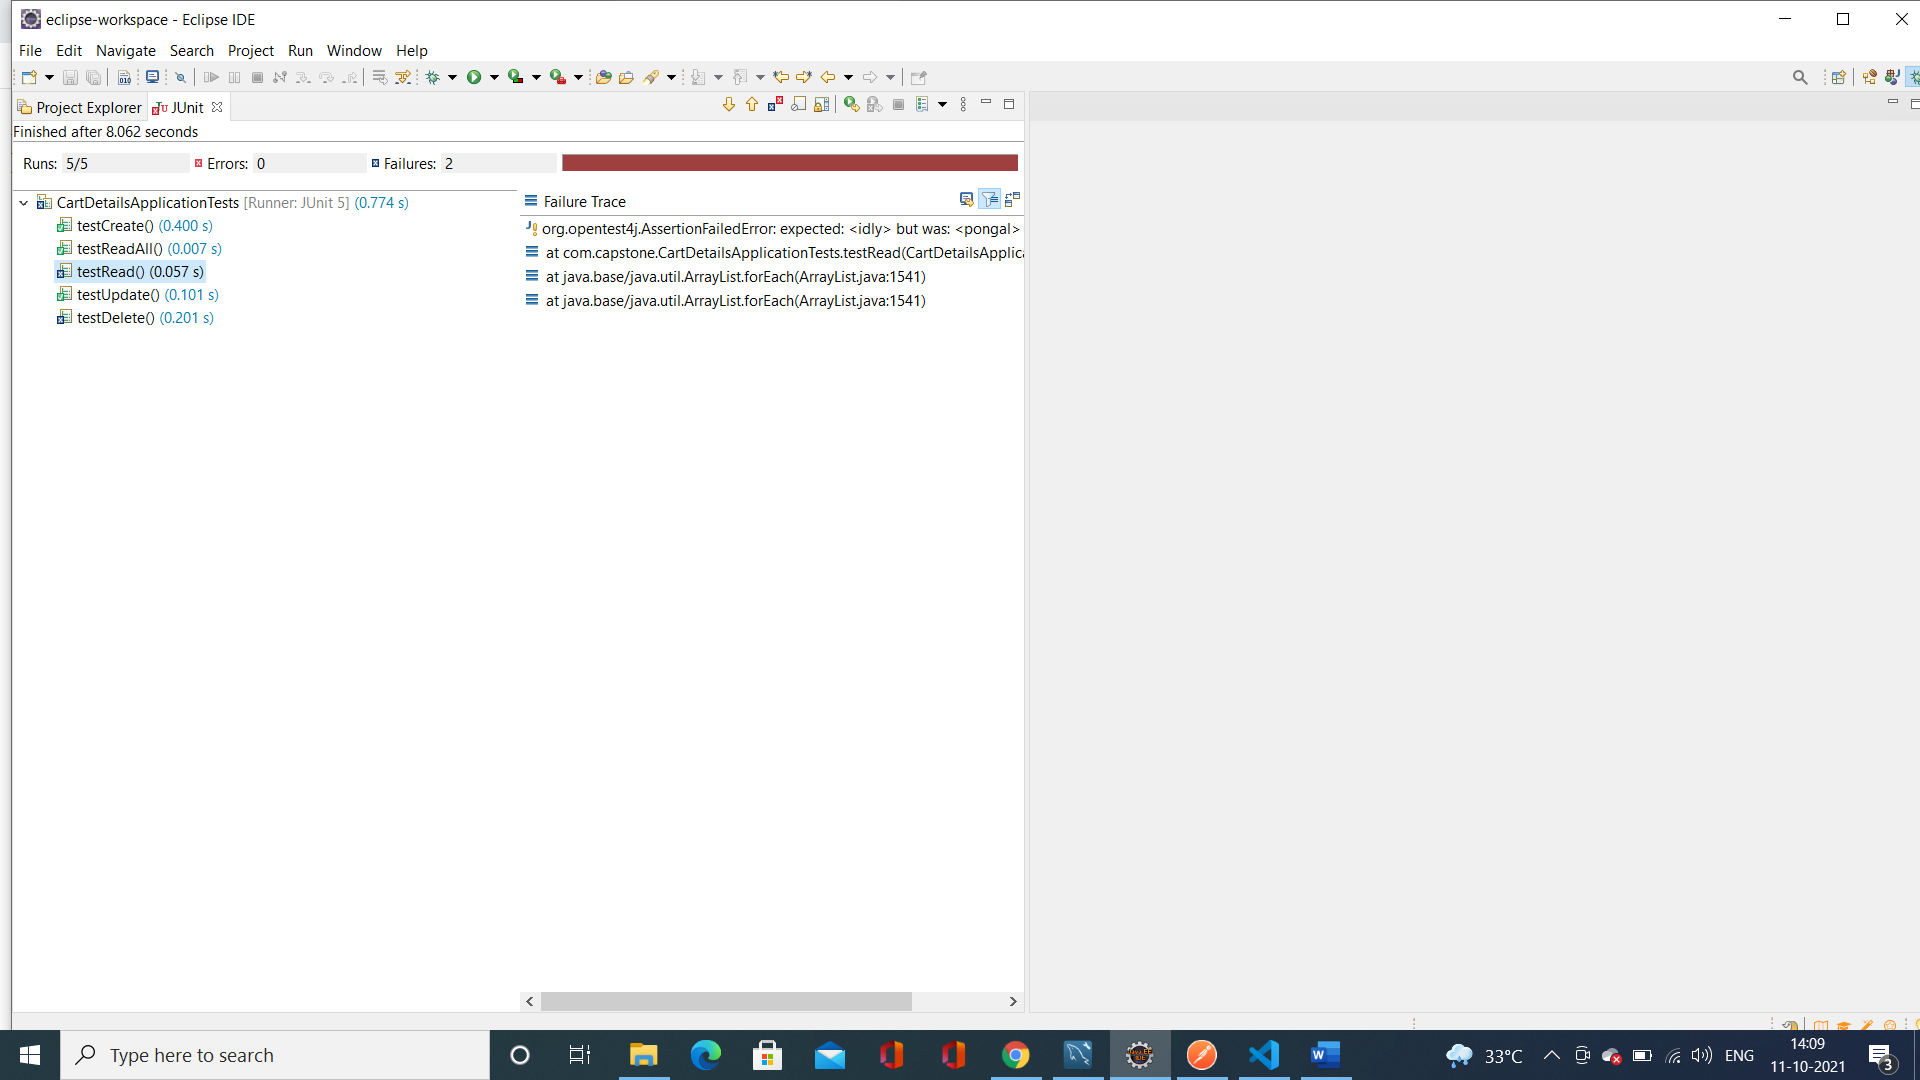 eclipse-workspace - Eclipse IDE
File Edit Navigate Search Project Run Window Help
Project Explorer JUnit
Finished after 8.062 seconds
Runs: 5/5 Errors: 0 Failures: 2
CartDetailsApplicationTests [Runner: JUnit 5] (0.774 s)
testCreate() (0.400 s)
testReadAll() (0.007 s)
testRead() (0.057 s)
testUpdate() (0.101 s)
testDelete() (0.201 s)
Failure Trace
org.opentest4j.AssertionFailedError: expected: <idly> but was: <pongal>
at com.capstone.CartDetailsApplicationTests.testRead(CartDetailsApplica
at java.base/java.util.ArrayList.forEach(ArrayList.java:1541)
at java.base/java.util.ArrayList.forEach(ArrayList.java:1541)
Type here to search
33°C
ENG
14:09
11-10-2021
3